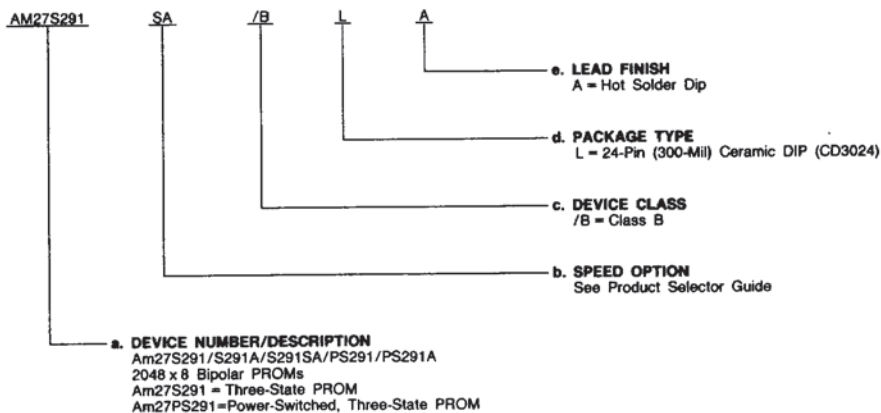 AM27S291 SA /B L A
e. LEAD FINISH
A = Hot Solder Dip
d. PACKAGE TYPE
L = 24-Pin (300-Mil) Ceramic DIP (CD3024)
c. DEVICE CLASS
/B = Class B
b. SPEED OPTION
See Product Selector Guide
a. DEVICE NUMBER/DESCRIPTION
Am27S291/S291A/S291SA/PS291/PS291A
2048 x 8 Bipolar PROMs
Am27S291 = Three-State PROM
Am27PS291=Power-Switched, Three-State PROM